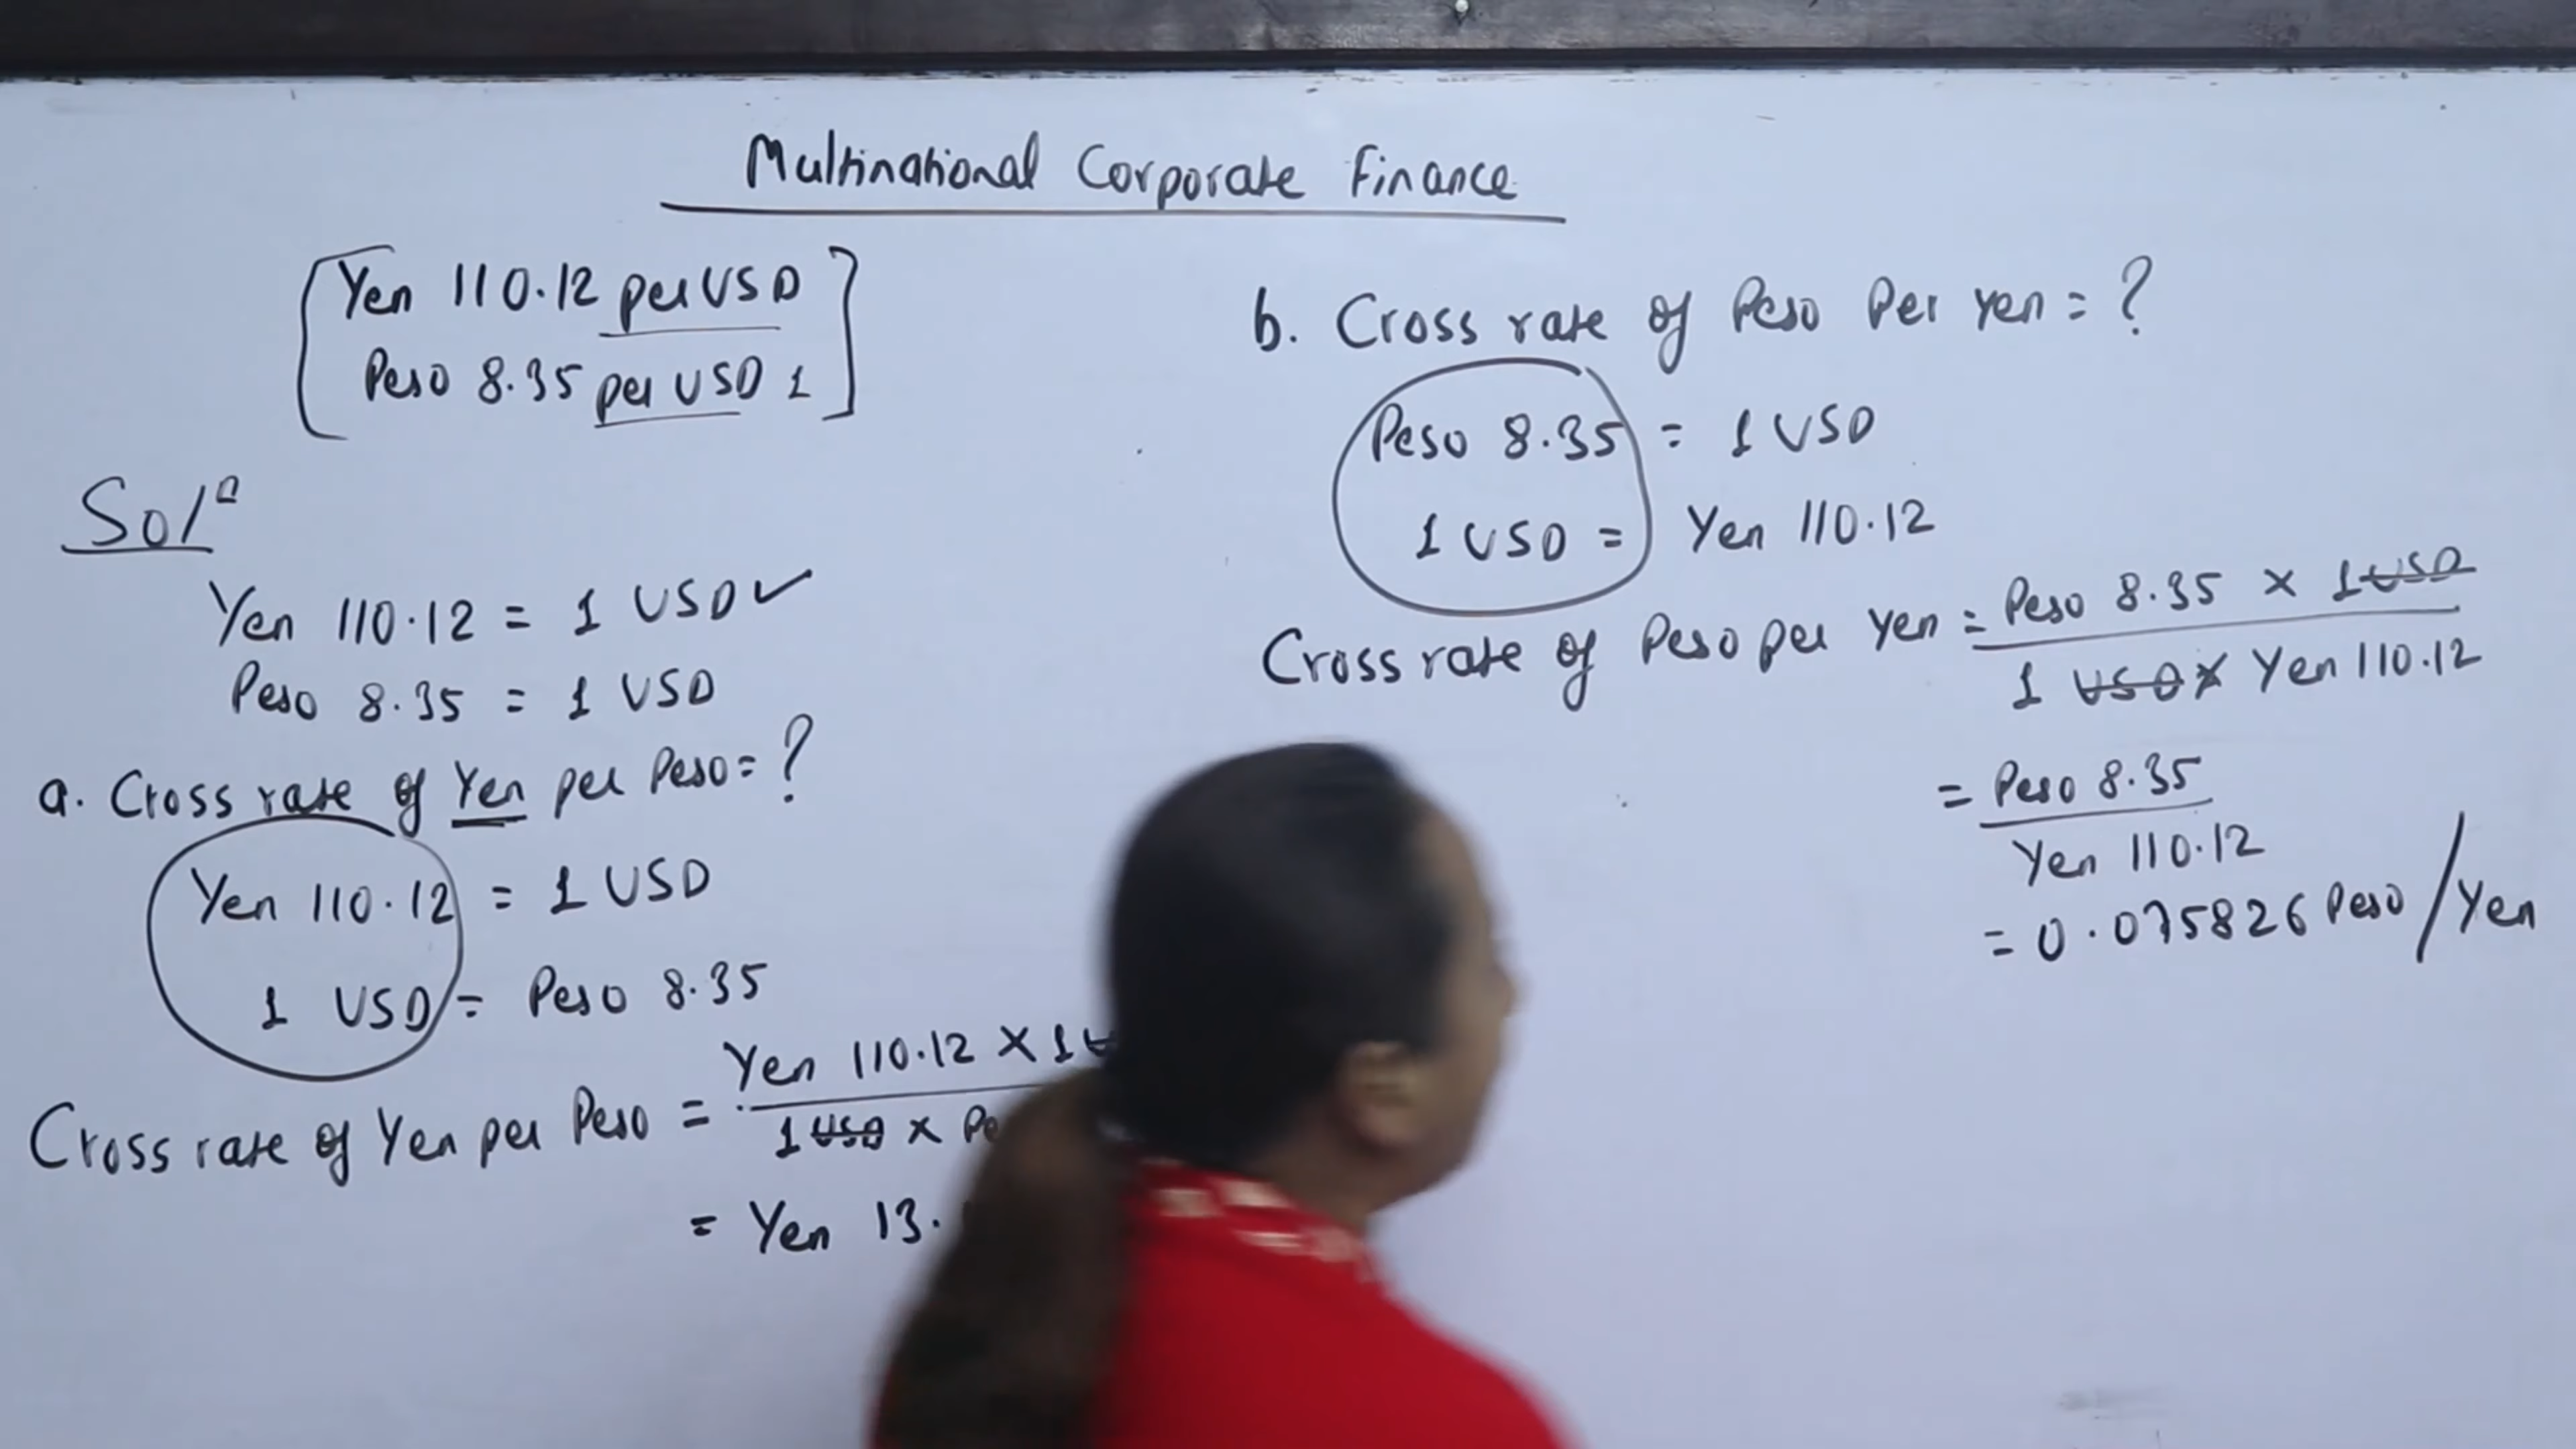 Multinational Corporate Finance
Yen 110.12 per USD
Peso 8.35 per USD 1
Solⁿ
Yen 110.12 = 1 USD ✓
Peso 8.35 = 1 USD
a. Cross rate of Yen per Peso = ?
Yen 110.12 = 1 USD
1 USD = Peso 8.35
Cross rate of Yen per Peso = Yen 110.12 × 1
1 USD × Pe
= Yen 13.
b. Cross rate of Peso Per Yen = ?
Peso 8.35 = 1 USD
1 USD = Yen 110.12
Cross rate of Peso per Yen = Peso 8.35 × 1 USD
1 USD × Yen 110.12
= Peso 8.35
Yen 110.12
= 0.075826 Peso / Yen